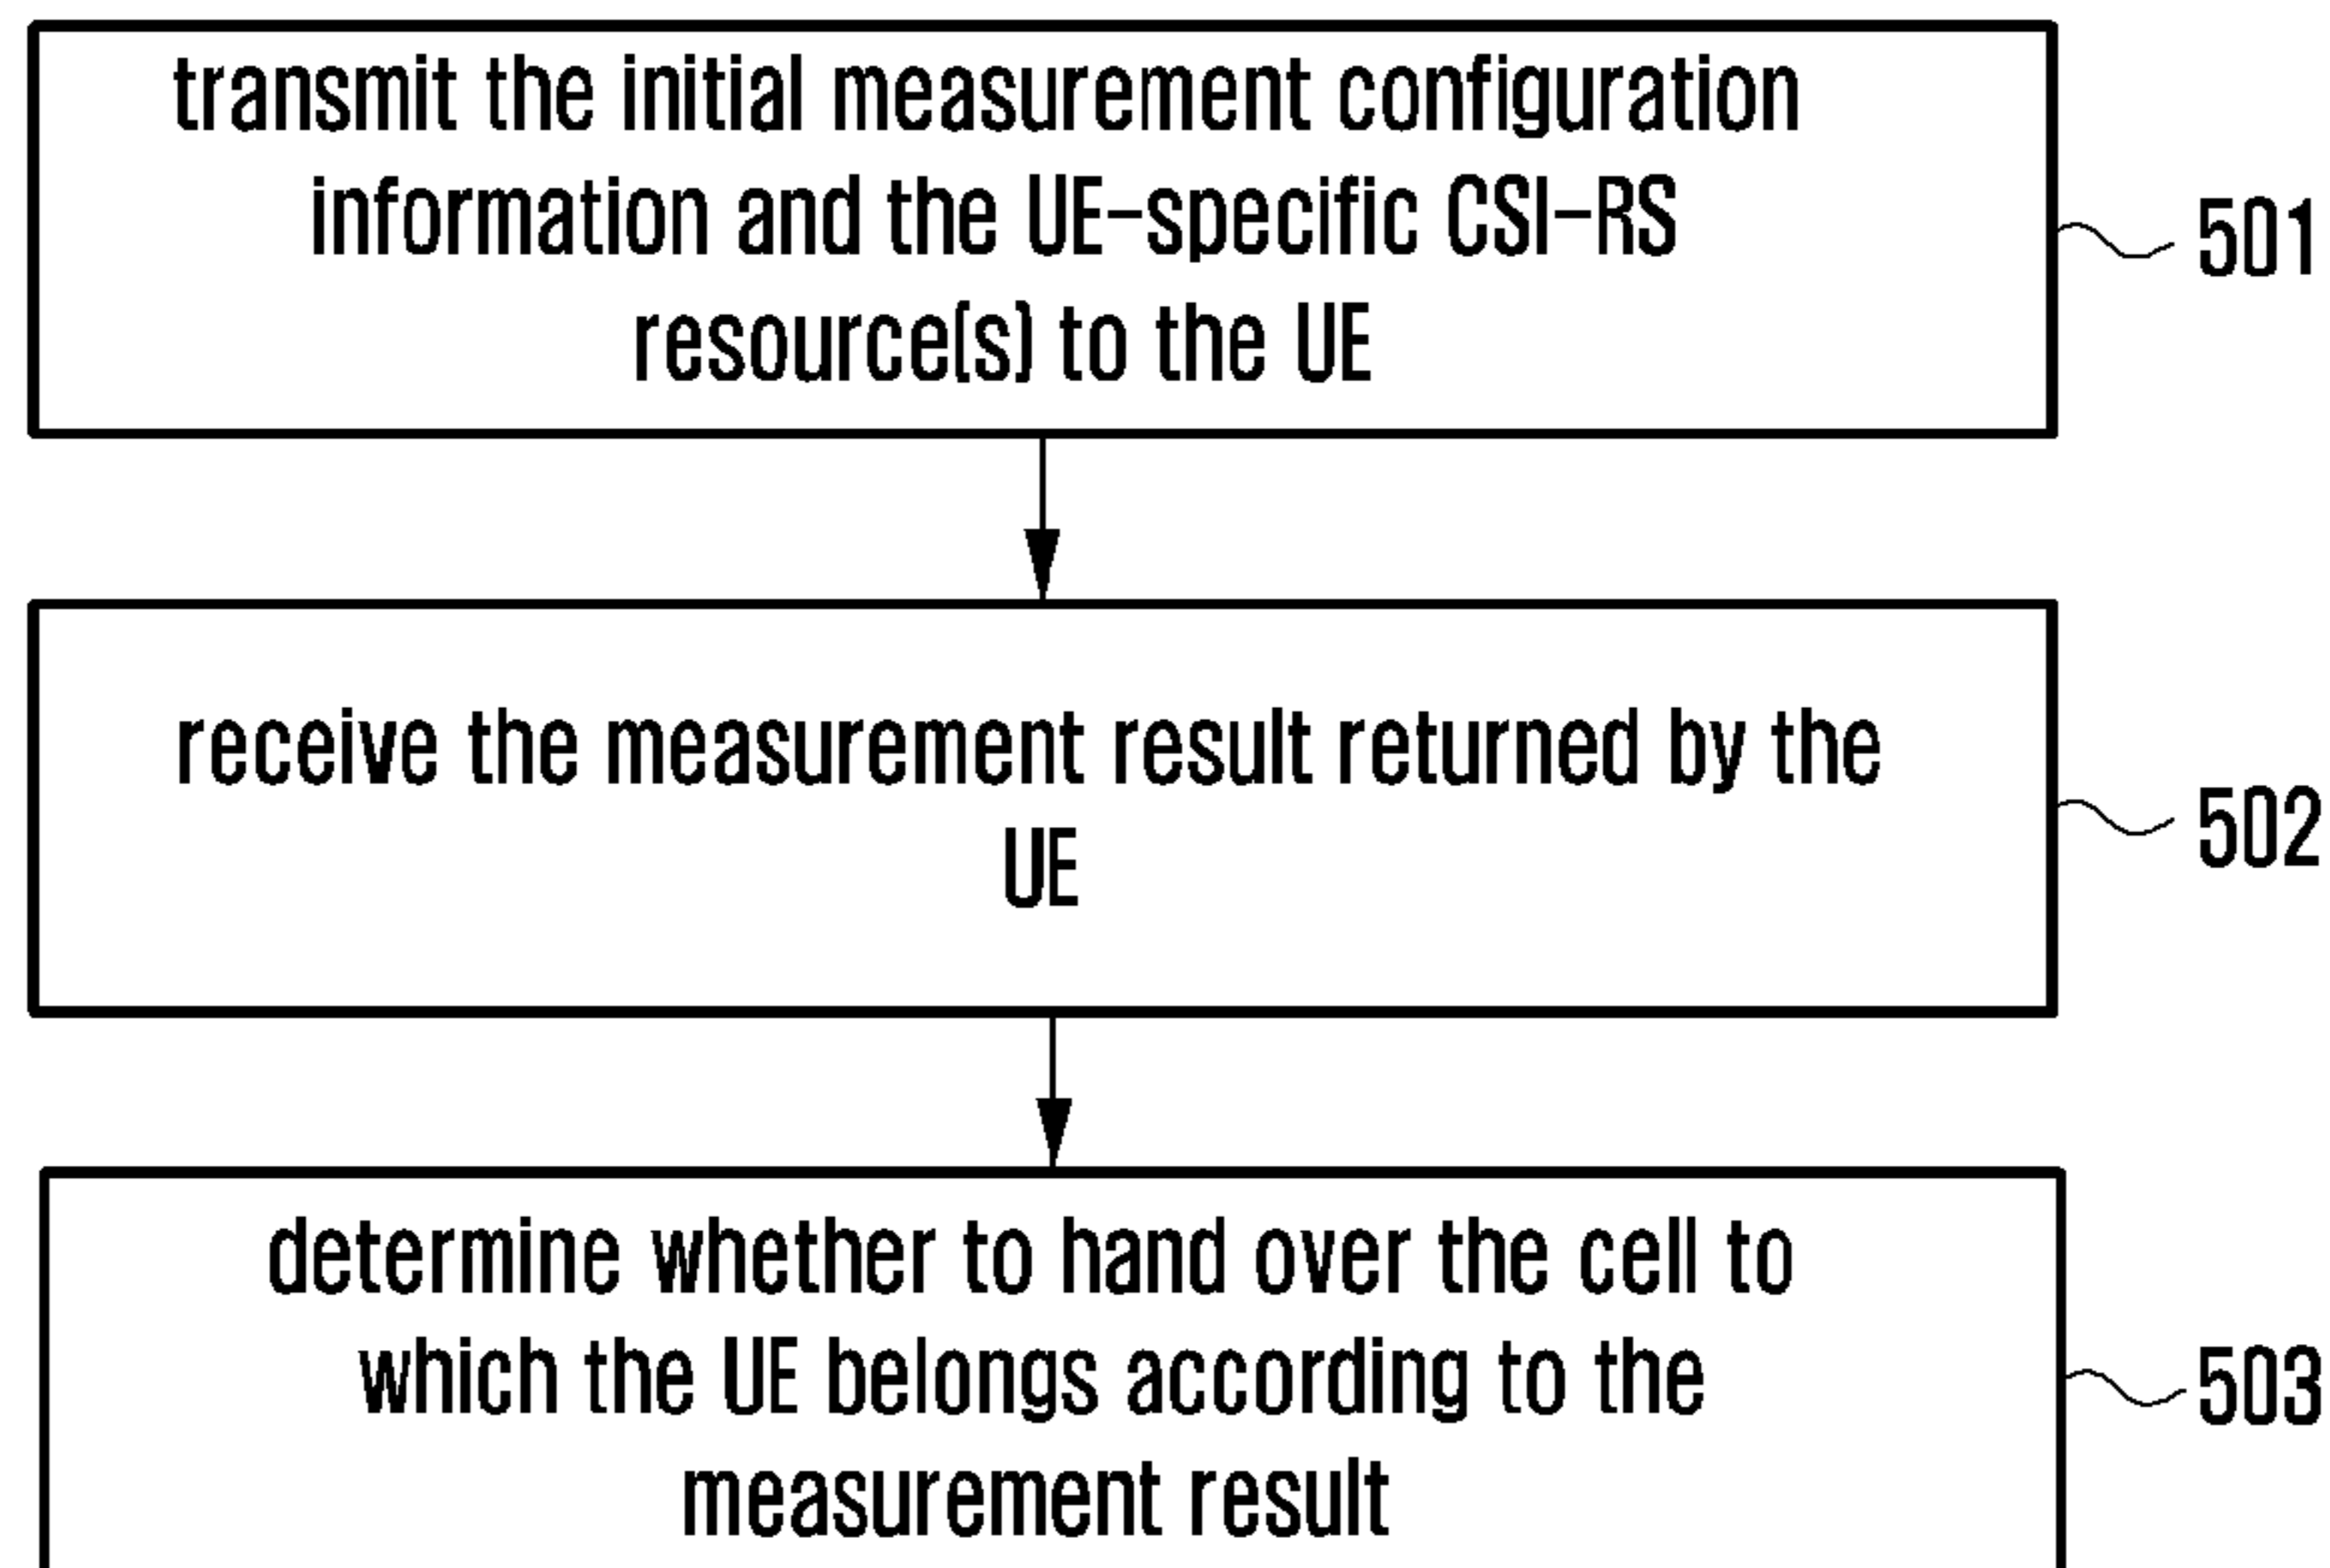 transmit the initial measurement configuration
information and the UE-specific CSI-RS
resource(s) to the UE
501
receive the measurement result returned by the
UE
502
determine whether to hand over the cell to
which the UE belongs according to the
measurement result
503